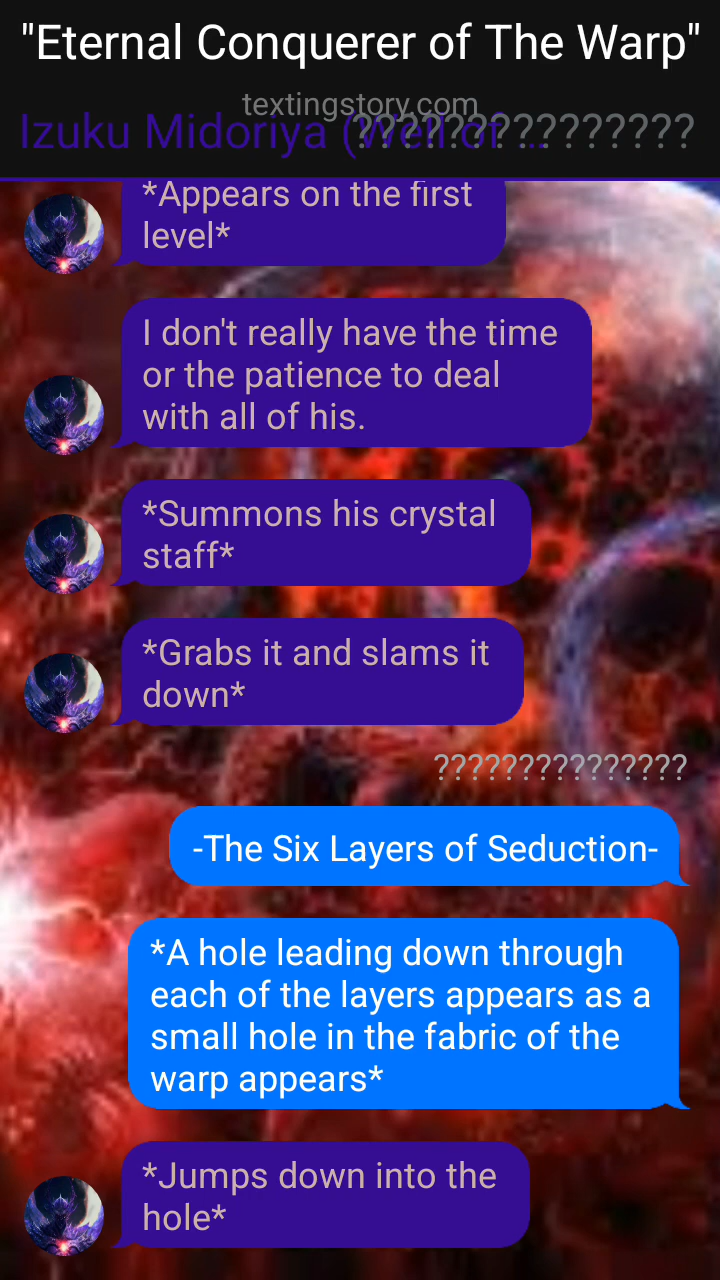 "Eternal Conquerer of The Warp"
textingstory.com
Izuku Midoriya (Well of ... ???????????????
*Appears on the first
level*
I don't really have the time
or the patience to deal
with all of his.
*Summons his crystal
staff*
*Grabs it and slams it
down*
???????????????
-The Six Layers of Seduction-
*A hole leading down through
each of the layers appears as a
small hole in the fabric of the
warp appears*
*Jumps down into the
hole*